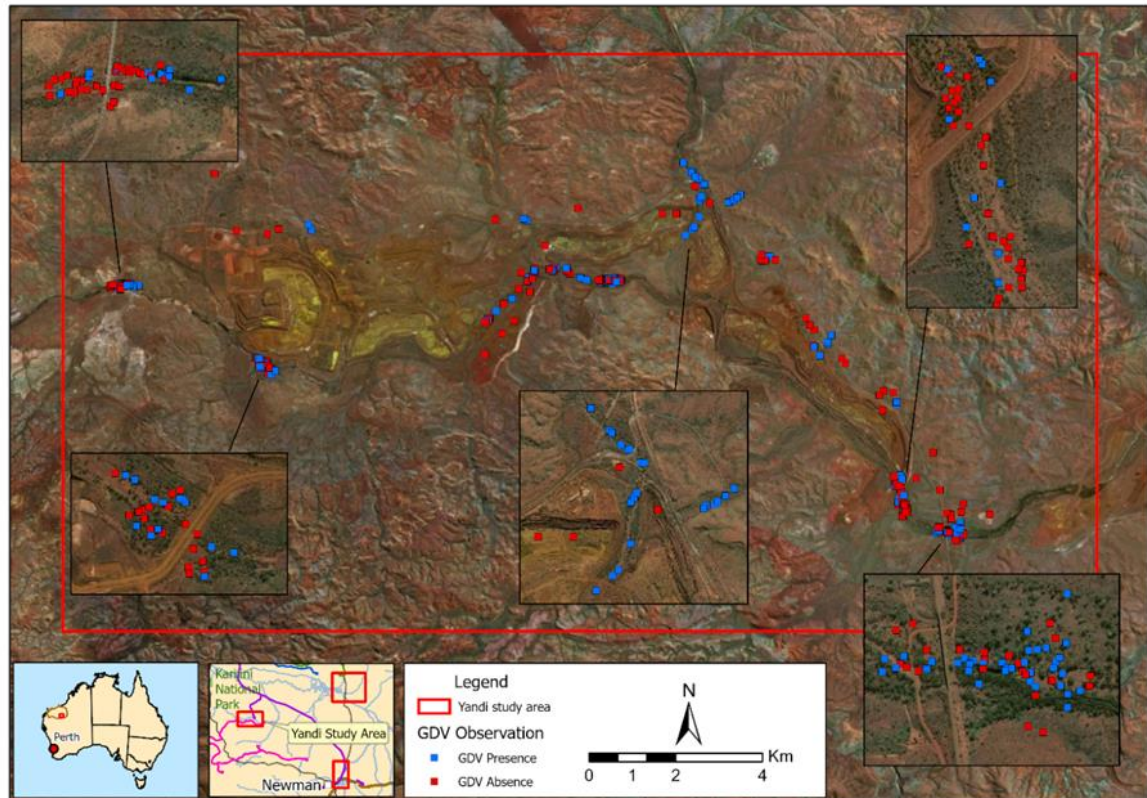 Perth
Karijini
National
Park
Yandi Study Area
Newman
Legend
Yandi study area
GDV Observation
GDV Presence
GDV Absence
N
Km
0 1 2 4